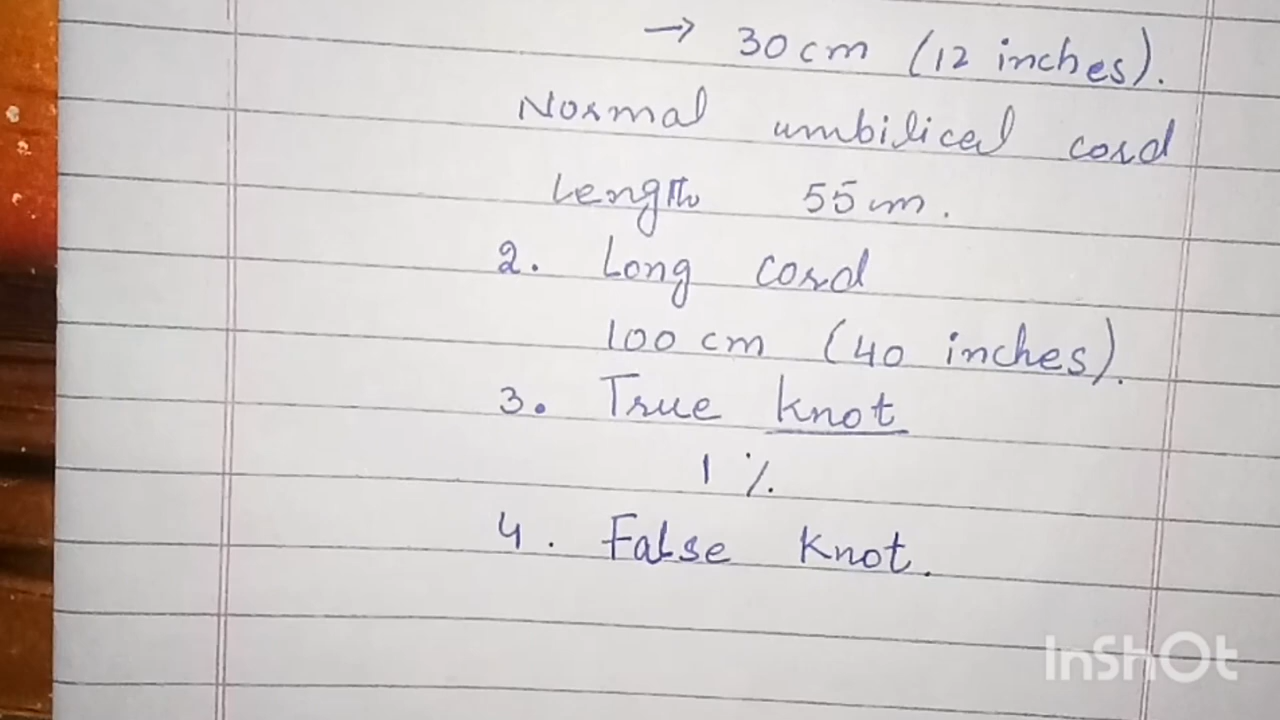 → 30 cm (12 inches).
Normal umbilical cord
Length 55 cm.
2. Long cord
100 cm (40 inches).
3. True knot
1 %.
4. False Knot.
InShOt